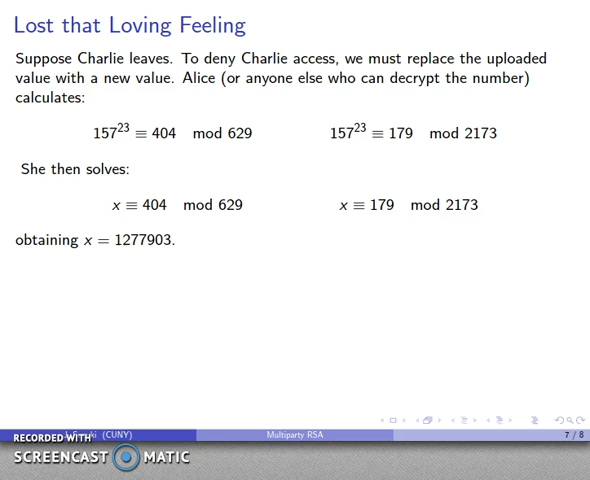 Lost that Loving Feeling
Suppose Charlie leaves. To deny Charlie access, we must replace the uploaded
value with a new value. Alice (or anyone else who can decrypt the number)
calculates:
157^23 ≡ 404 mod 629 157^23 ≡ 179 mod 2173
She then solves:
x ≡ 404 mod 629 x ≡ 179 mod 2173
obtaining x = 1277903.
(CUNY) Multiparty RSA 7 / 8
RECORDED WITH
SCREENCAST MATIC